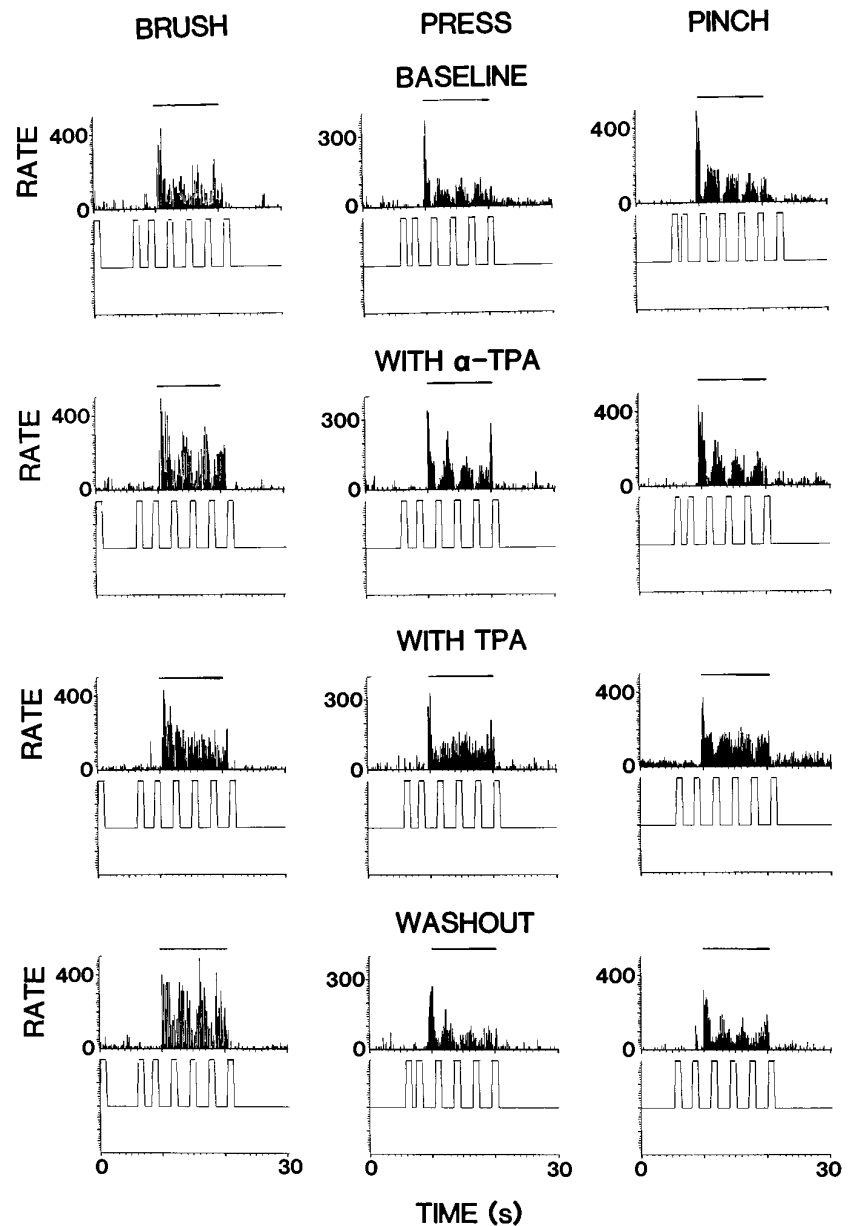 BRUSH PRESS PINCH
BASELINE
RATE 400 0 300 0 400 0
WITH α-TPA
RATE 400 0 300 0 400 0
WITH TPA
RATE 400 0 300 0 400 0
WASHOUT
RATE 400 0 300 0 400 0
0 30 0 30 0 30
TIME (s)